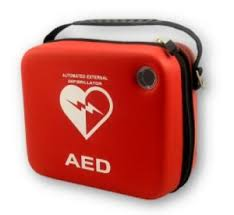 AUTOMATED EXTERNAL
DEFIBRILLATOR
AED